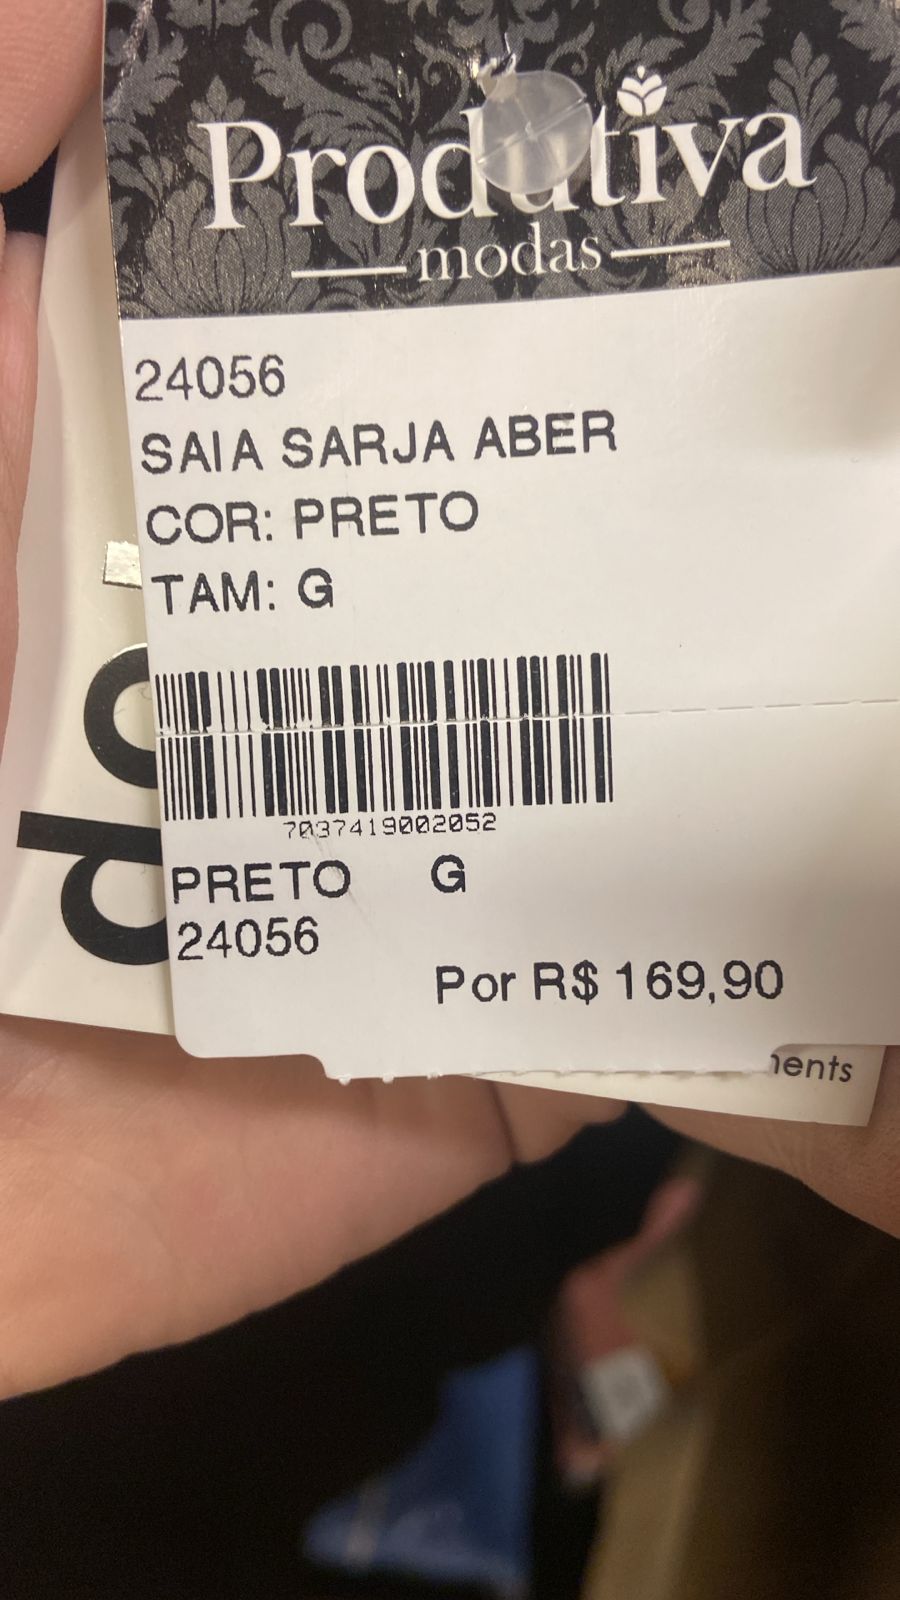 Produtiva
modas
24056
SAIA SARJA ABER
COR: PRETO
TAM: G
7037419002052
PRETO G
24056
Por R$ 169,90